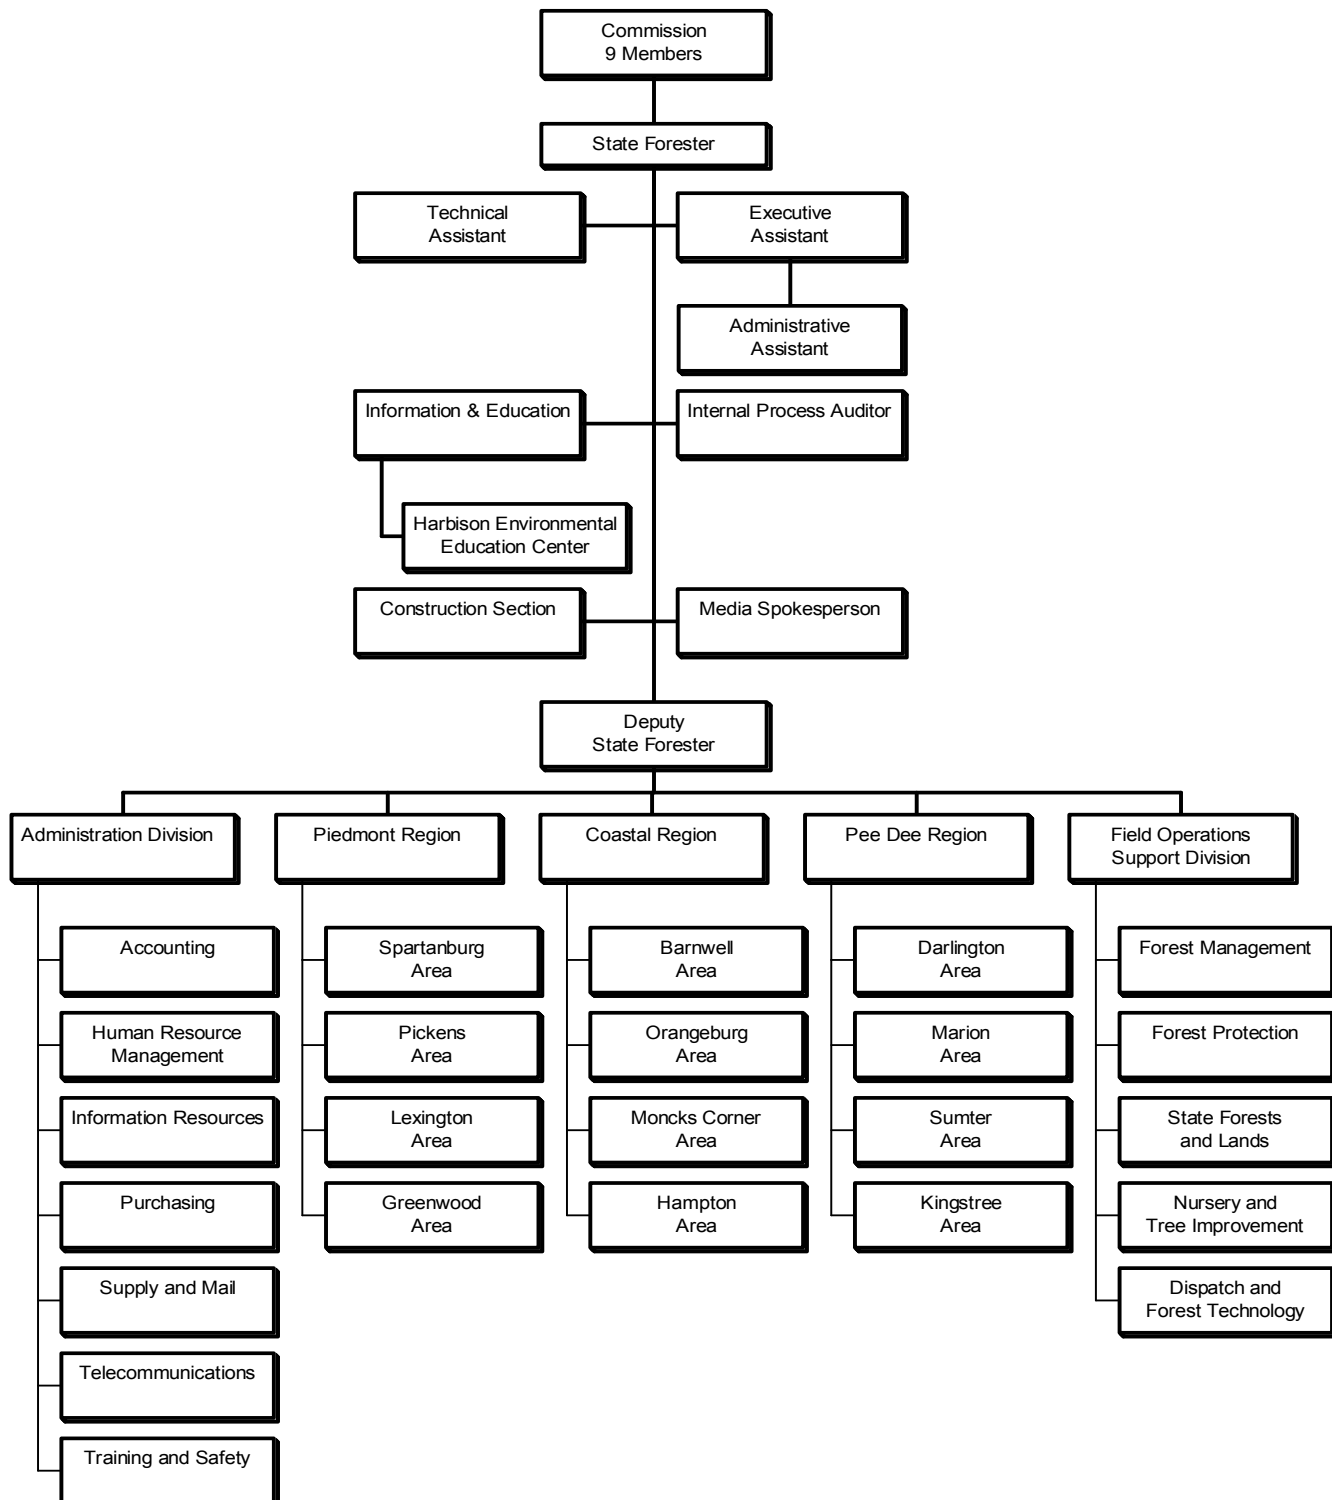 Commission
9 Members
State Forester
Technical
Assistant
Executive
Assistant
Administrative
Assistant
Information & Education
Internal Process Auditor
Harbison Environmental
Education Center
Construction Section
Media Spokesperson
Deputy
State Forester
Administration Division
Piedmont Region
Coastal Region
Pee Dee Region
Field Operations
Support Division
Accounting
Human Resource
Management
Information Resources
Purchasing
Supply and Mail
Telecommunications
Training and Safety
Spartanburg
Area
Pickens
Area
Lexington
Area
Greenwood
Area
Barnwell
Area
Orangeburg
Area
Moncks Corner
Area
Hampton
Area
Darlington
Area
Marion
Area
Sumter
Area
Kingstree
Area
Forest Management
Forest Protection
State Forests
and Lands
Nursery and
Tree Improvement
Dispatch and
Forest Technology